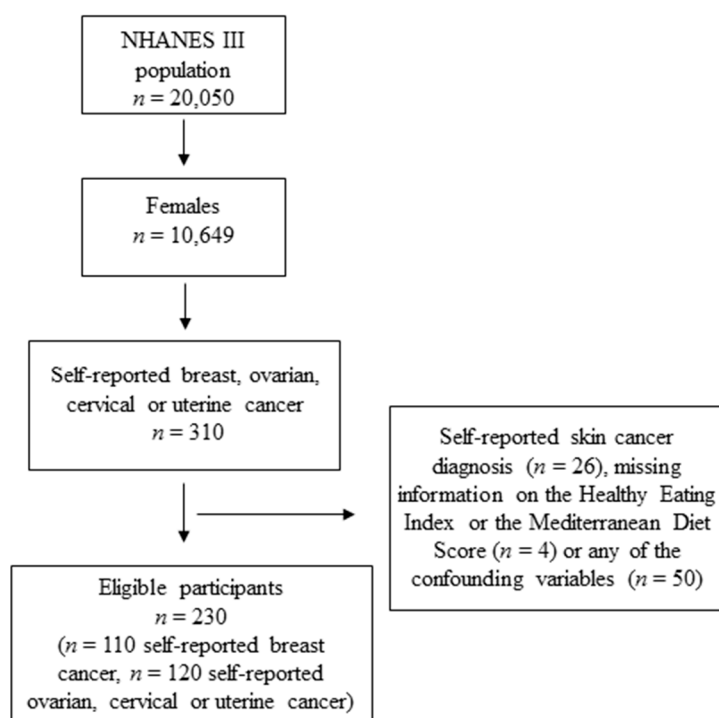 NHANES III
population
n = 20,050
Females
n = 10,649
Self-reported breast, ovarian,
cervical or uterine cancer
n = 310
Self-reported skin cancer
diagnosis (n = 26), missing
information on the Healthy Eating
Index or the Mediterranean Diet
Score (n = 4) or any of the
confounding variables (n = 50)
Eligible participants
n = 230
(n = 110 self-reported breast
cancer, n = 120 self-reported
ovarian, cervical or uterine cancer)